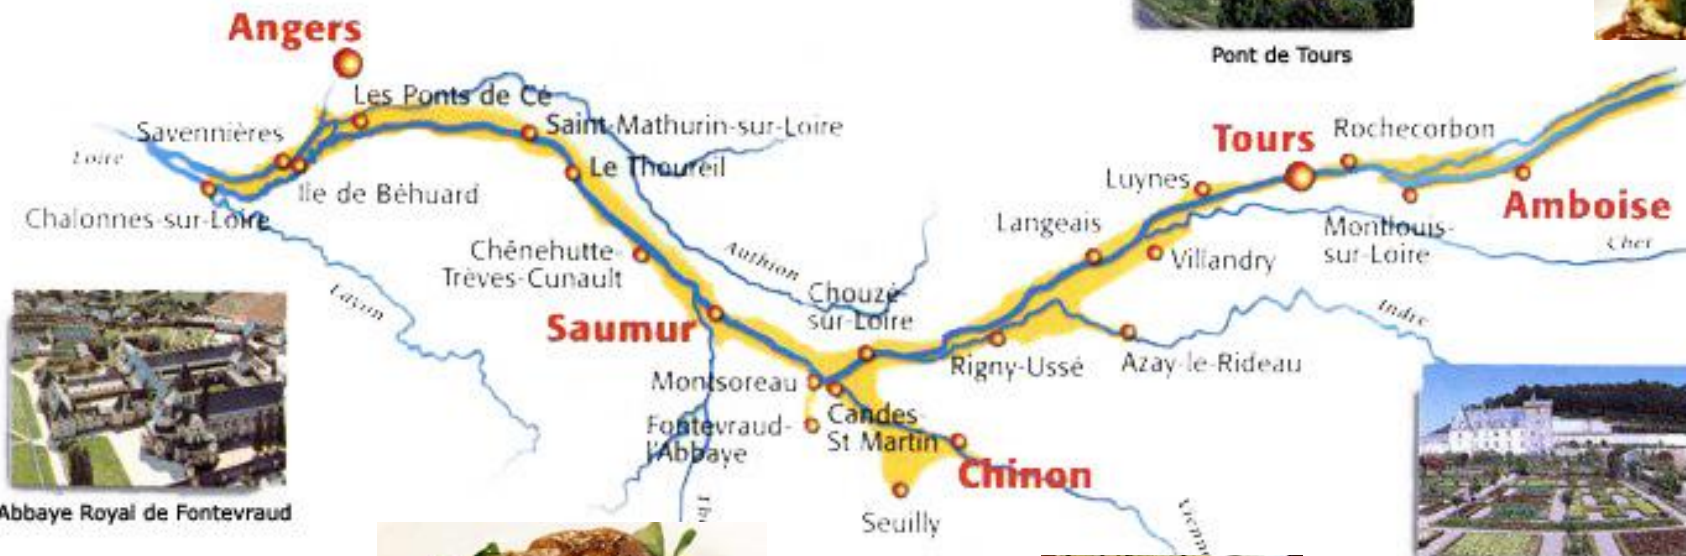 Angers
Pont de Tours
Les Ponts de Cé
Savennières
Saint-Mathurin-sur-Loire
Loire
Le Thoureil
Ile de Béhuard
Chalonnes-sur-Loire
Tours
Rochecorbon
Luynes
Amboise
Langeais
Montlouis-
sur-Loire
Cher
Villandry
Chênehutte-
Trèves-Cunault
Authion
Layon
Chouzé-
sur-Loire
Indre
Saumur
Rigny-Ussé
Azay-le-Rideau
Montsoreau
Candes-
St Martin
Fontevraud-
l'Abbaye
Chinon
Seuilly
Abbaye Royal de Fontevraud